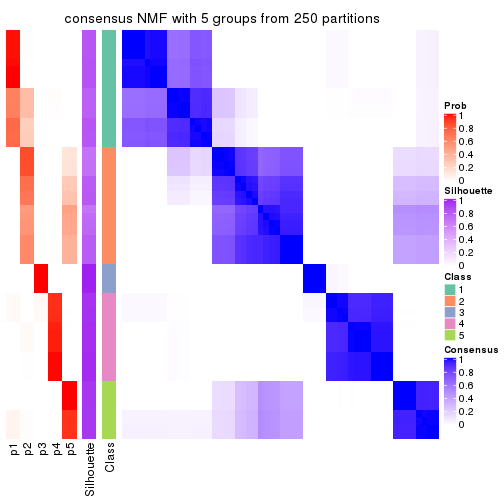 consensus NMF with 5 groups from 250 partitions
Prob
1
0.8
0.6
0.4
0.2
0
Silhouette
1
0.8
0.6
0.4
0.2
0
Class
1
2
3
4
5
Consensus
1
0.8
0.6
0.4
0.2
0
p1
p2
p3
p4
p5
Silhouette
Class